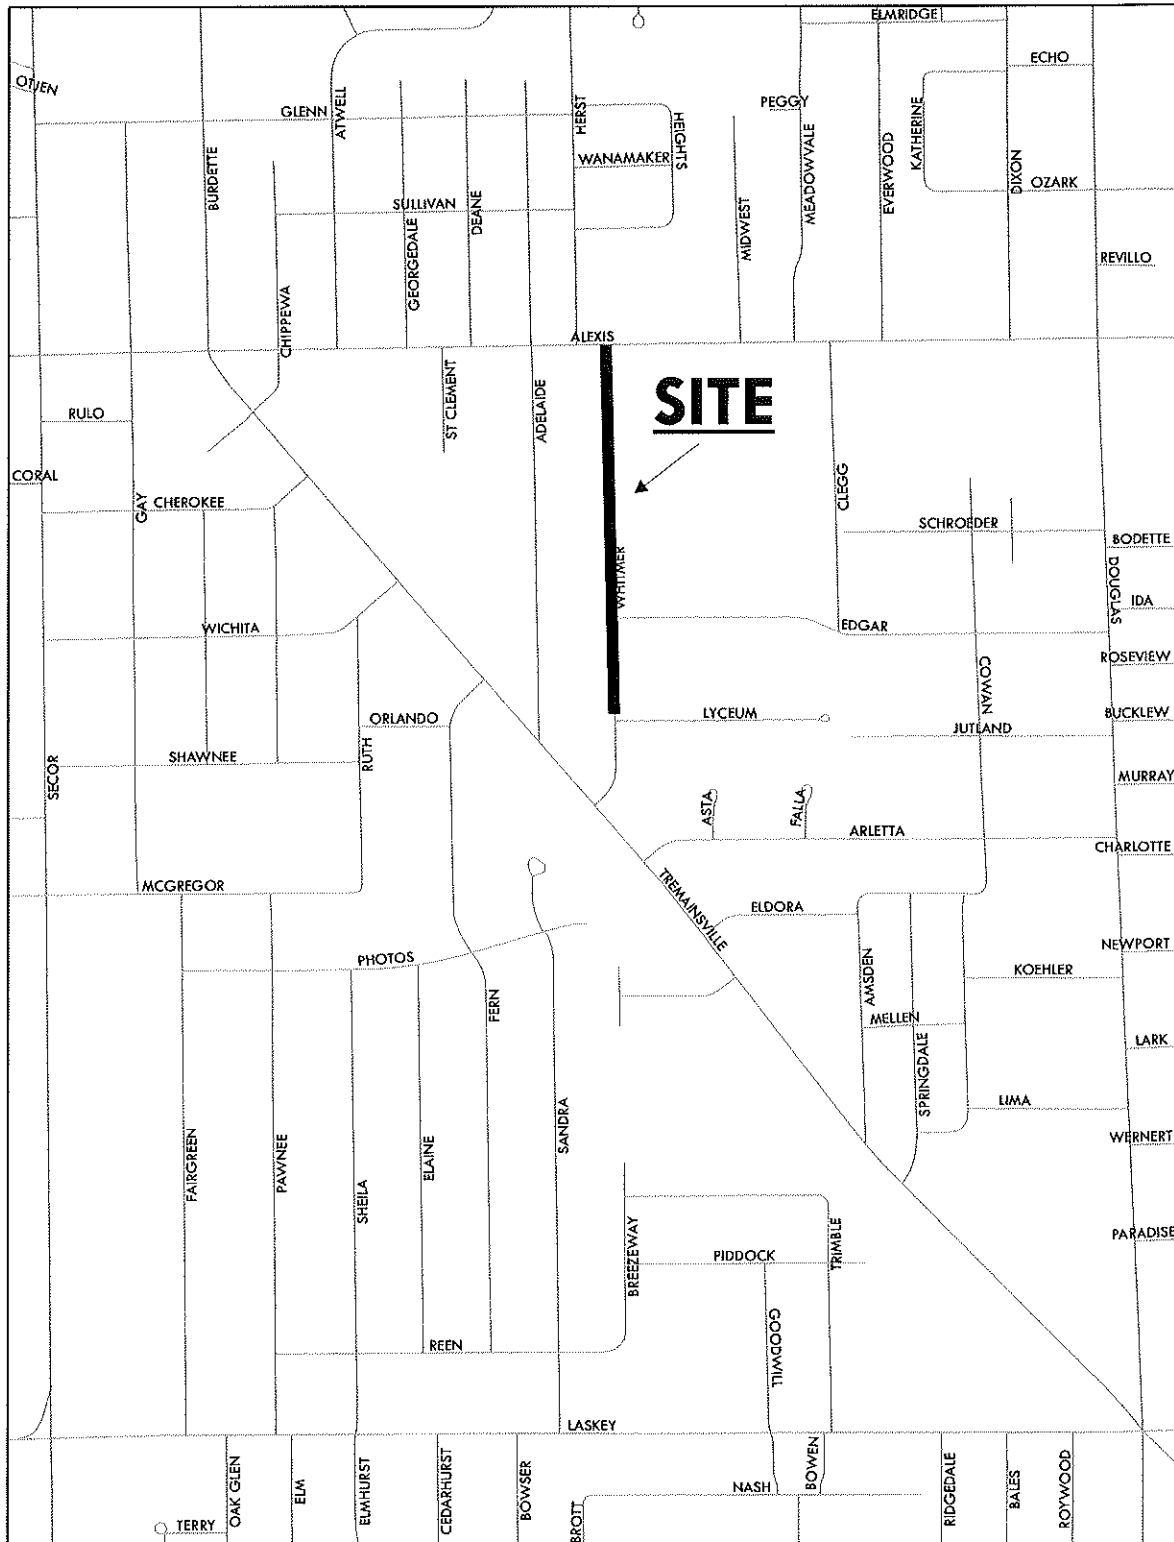 ELMRIDGE
ECHO
OTJEN
GLENN
ATWELL
HERST
HEIGHTS
PEGGY
KATHERINE
WANAMAKER
BURDETTE
MEADOWVALE
EVERWOOD
DIXON
OZARK
SULLIVAN
DEANE
GEORGEDALE
MIDWEST
REVILLO
CHIPPEWA
ALEXIS
ST CLEMENT
ADELAIDE
SITE
RULO
CORAL
GAY
CHEROKEE
CLEGG
SCHROEDER
BODETTE
DOUGLAS
WHITMER
IDA
WICHITA
EDGAR
ROSEVIEW
COWAN
ORLANDO
LYCEUM
BUCKLEW
JUTLAND
SHAWNEE
RUTH
SECOR
MURRAY
ASTA
FALLA
ARLETTA
CHARLOTTE
MCGREGOR
TREMAINSVILLE
ELDORA
PHOTOS
NEWPORT
KOEHLER
AMSDEN
FERN
MELLEN
LARK
SPRINGDALE
LIMA
SANDRA
WERNERT
FAIRGREEN
PAWNEE
ELAINE
SHEILA
PARADISE
BREEZEWAY
PIDDOCK
TRIMBLE
REEN
GOODWILL
LASKEY
OAK GLEN
ELM
ELMHURST
CEDARHURST
BOWSER
BROTT
NASH
BOWEN
RIDGEDALE
BALES
ROYWOOD
TERRY